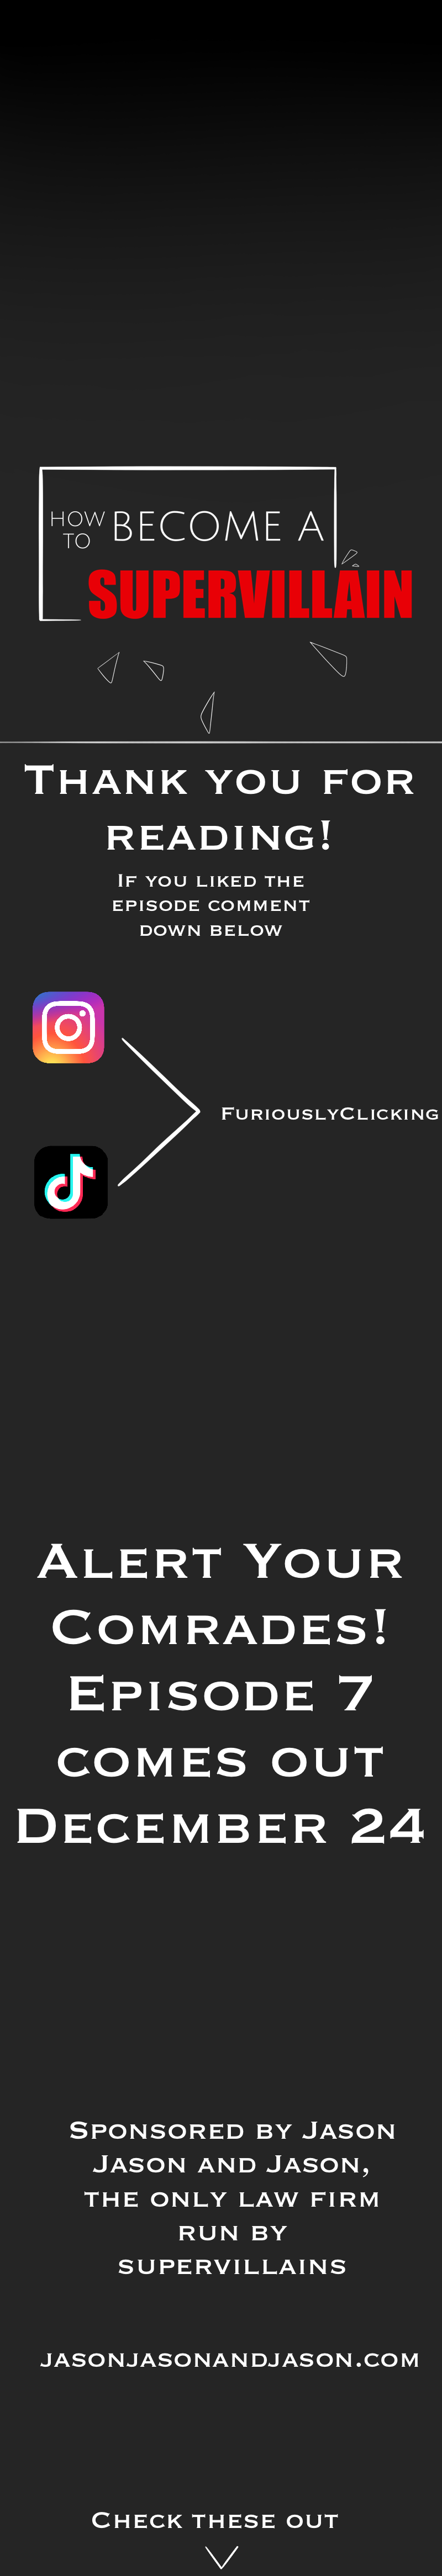 HOW TO BECOME A
SUPERVILLAIN
THANK YOU FOR
READING!
IF YOU LIKED THE
EPISODE COMMENT
DOWN BELOW
FURIOUSLYCLICKING
ALERT YOUR
COMRADES!
EPISODE 7
COMES OUT
DECEMBER 24
SPONSORED BY JASON
JASON AND JASON,
THE ONLY LAW FIRM
RUN BY
SUPERVILLAINS
JASONJASONANDJASON.COM
CHECK THESE OUT